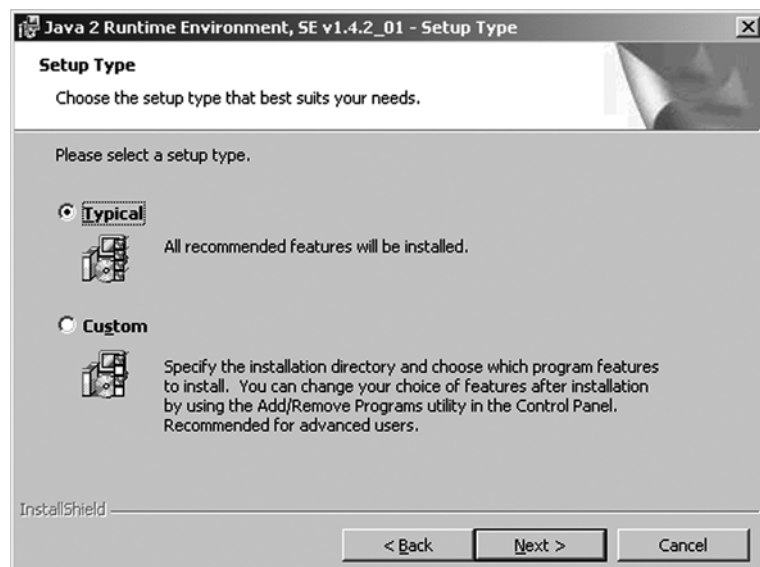 Java 2 Runtime Environment, SE v1.4.2_01 - Setup Type
Setup Type
Choose the setup type that best suits your needs.
Please select a setup type.
Typical
All recommended features will be installed.
Custom
Specify the installation directory and choose which program features
to install. You can change your choice of features after installation
by using the Add/Remove Programs utility in the Control Panel.
Recommended for advanced users.
InstallShield
< Back
Next >
Cancel